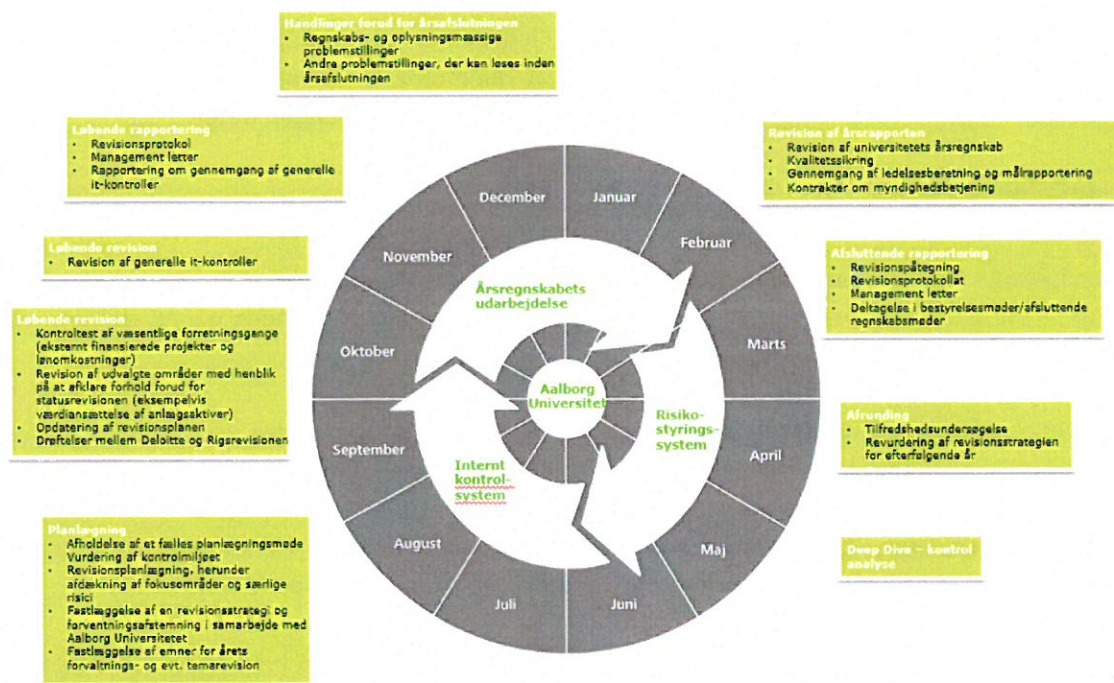 Handlinger forud for årsafslutningen
• Regnskabs- og oplysningsmæssige
problemstillinger
• Andre problemstillinger, der kan løses inden
årsafslutningen
Løbende rapportering
• Revisionsprotokol
• Management letter
• Rapportering om gennemgang af generelle
it-kontroller
Løbende revision
• Revision af generelle it-kontroller
Løbende revision
• Kontroltest af væsentlige forretningsgange
(eksternt finansierede projekter og
lønomkostninger)
• Revision af udvalgte områder med henblik
på at afklare forhold forud for
statusrevisionen (eksempelvis
værdiansættelse af anlægsaktiver)
• Opdatering af revisionsplanen
• Drøftelser mellem Deloitte og Rigsrevisionen
Planlægning
• Afholdelse af et fælles planlægningsmøde
• Vurdering af kontrolmiljøet
• Revisionsplanlægning, herunder
afdækning af fokusområder og særlige
risici
• Fastlæggelse af en revisionsstrategi og
forventningsafstemning i samarbejde med
Aalborg Universitetet
• Fastlæggelse af emner for årets
forvaltnings- og evt. temarevision
Revision af årsrapporten
• Revision af universitetets årsregnskab
• Kvalitetssikring
• Gennemgang af ledelsesberetning og målrapportering
• Kontrakter om myndighedsbetjening
Afsluttende rapportering
• Revisionspåtegning
• Revisionsprotokollat
• Management letter
• Deltagelse i bestyrelsesmøder/afsluttende
regnskabsmøder
Afrunding
• Tilfredshedsundersøgelse
• Revurdering af revisionsstrategien
for efterfølgende år
Deep Dive – kontrol
analyse
Januar
Februar
Marts
April
Maj
Juni
Juli
August
September
Oktober
November
December
Årsregnskabets
udarbejdelse
Risiko-
styrings-
system
Internt
kontrol-
system
Aalborg
Universitet